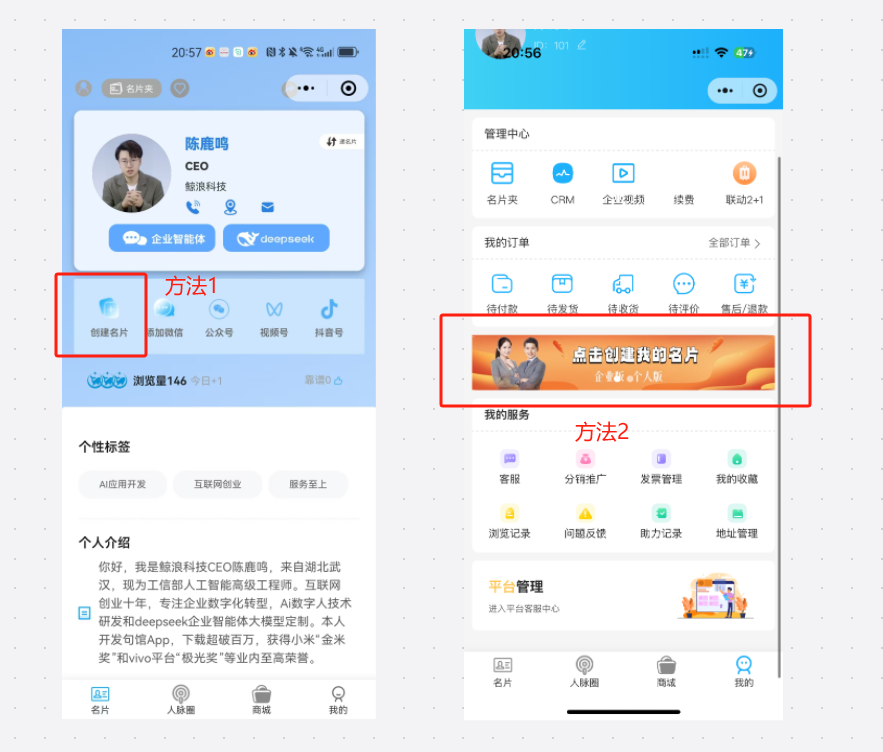 20:57
名片夹
递名片
陈鹿鸣
CEO
鲸浪科技
企业智能体
deepseek
方法1
创建名片
添加微信
公众号
视频号
抖音号
浏览量146 今日+1
靠谱0
个性标签
AI应用开发
互联网创业
服务至上
个人介绍
你好，我是鲸浪科技CEO陈鹿鸣，来自湖北武
汉，现为工信部人工智能高级工程师。互联网
创业十年，专注企业数字化转型，Ai数字人技术
研发和deepseek企业智能体大模型定制。本人
开发句馆App，下载超破百万，获得小米“金米
奖”和vivo平台“极光奖”等业内至高荣誉。
名片
人脉圈
商城
我的
20:56
ID: 101
47
管理中心
名片夹
CRM
企业视频
续费
联动2+1
我的订单
全部订单
待付款
待发货
待收货
待评价
售后/退款
点击创建我的名片
企业版 个人版
我的服务
方法2
客服
分销推广
发票管理
我的收藏
浏览记录
问题反馈
助力记录
地址管理
平台管理
进入平台客服中心
名片
人脉圈
商城
我的